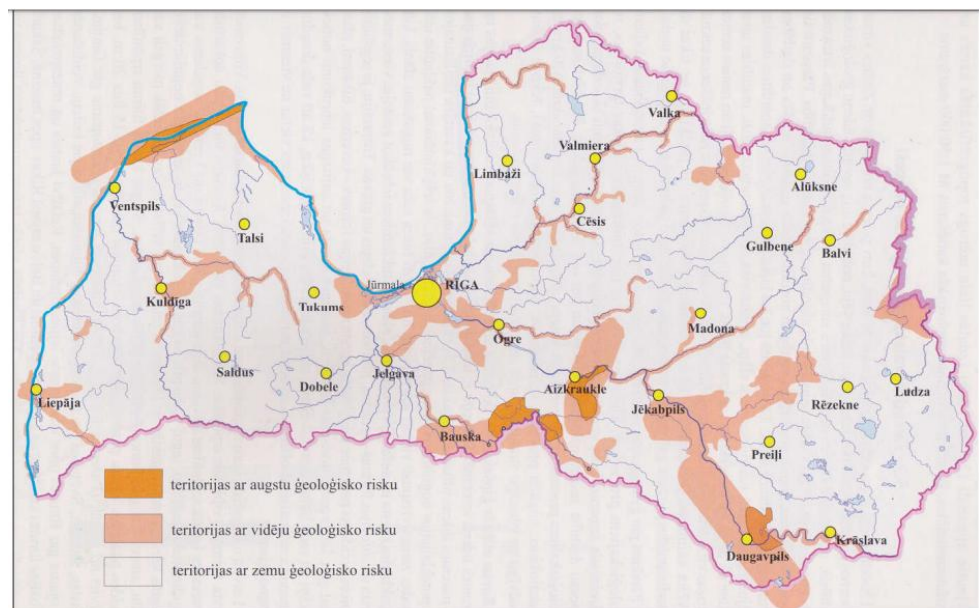 Valka
Valmiera
Limbaži
Alūksne
Ventspils
Cēsis
Talsi
Gulbene
Balvi
Jūrmala
RĪGA
Kuldīga
Tukums
Madona
Ogre
Saldus
Dobele
Jelgava
Aizkraukle
Liepāja
Jēkabpils
Rēzekne
Ludza
Bauska
Preiļi
teritorijas ar augstu ģeoloģisko risku
teritorijas ar vidēju ģeoloģisko risku
Daugavpils
Krāslava
teritorijas ar zemu ģeoloģisko risku